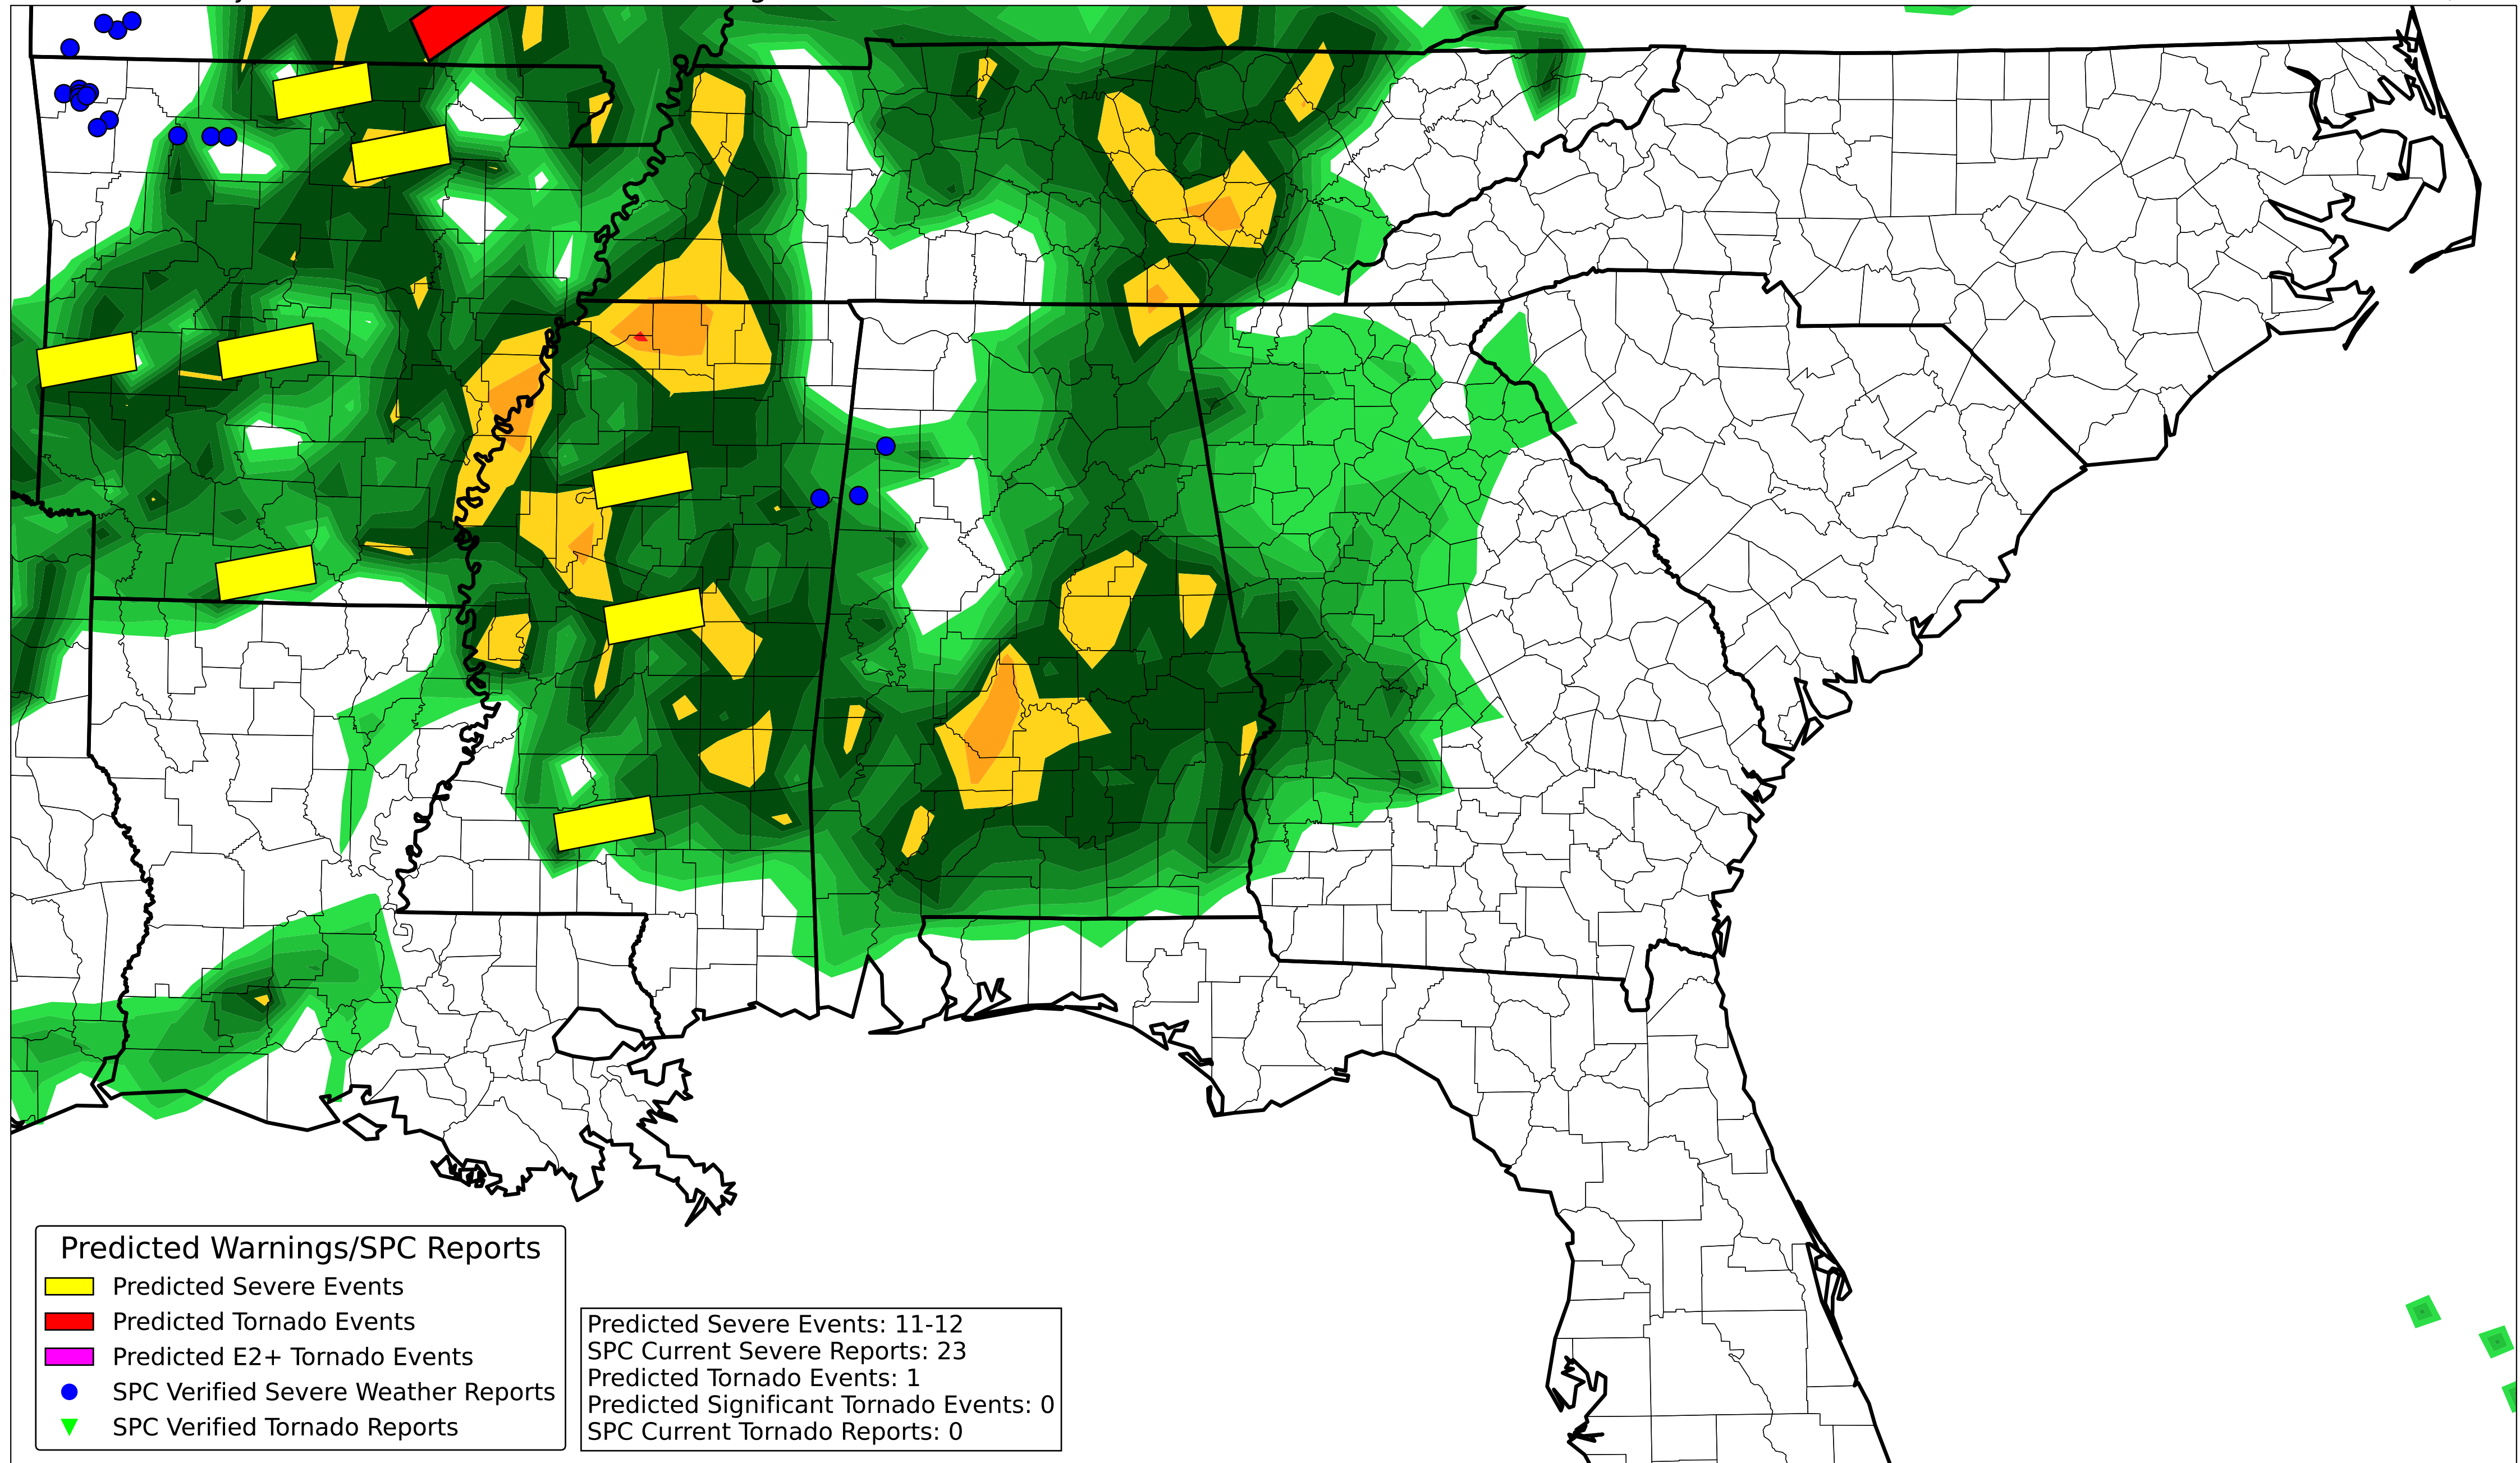 Predicted Warnings/SPC Reports
Predicted Severe Events
Predicted Tornado Events
Predicted E2+ Tornado Events
SPC Verified Severe Weather Reports
SPC Verified Tornado Reports
Predicted Severe Events: 11-12
SPC Current Severe Reports: 23
Predicted Tornado Events: 1
Predicted Significant Tornado Events: 0
SPC Current Tornado Reports: 0